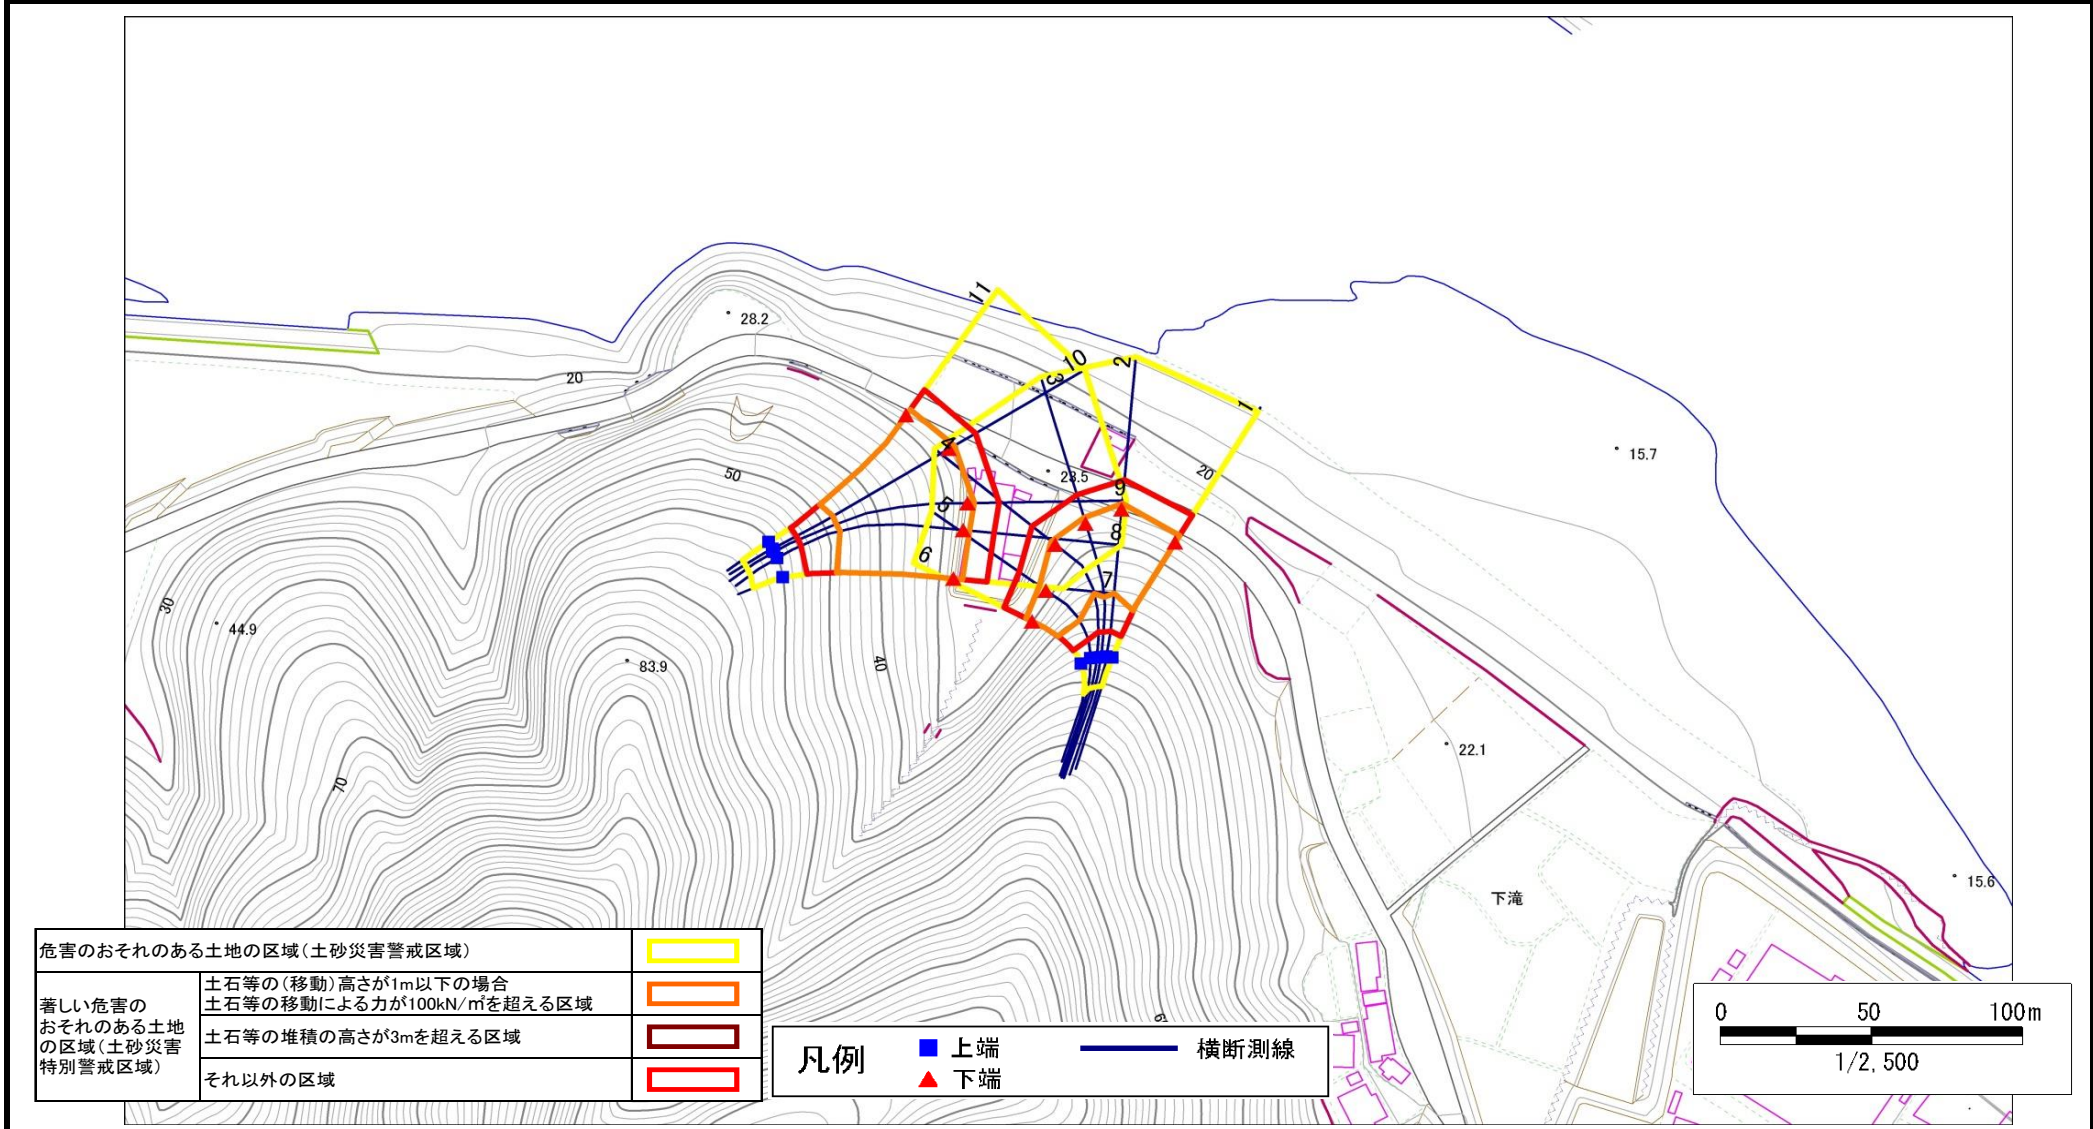 11
28.2
10
2
3
20
1
4
15.7
50
20
23.5
9
5
8
6
7
30
44.9
40
83.9
22.1
70
15.6
下滝
危害のおそれのある土地の区域(土砂災害警戒区域)
著しい危害の
おそれのある土地
の区域(土砂災害
特別警戒区域)
土石等の(移動)高さが1m以下の場合
土石等の移動による力が100kN/㎡を超える区域
土石等の堆積の高さが3mを超える区域
それ以外の区域
凡例
上端
下端
横断測線
0 50 100m
1/2,500